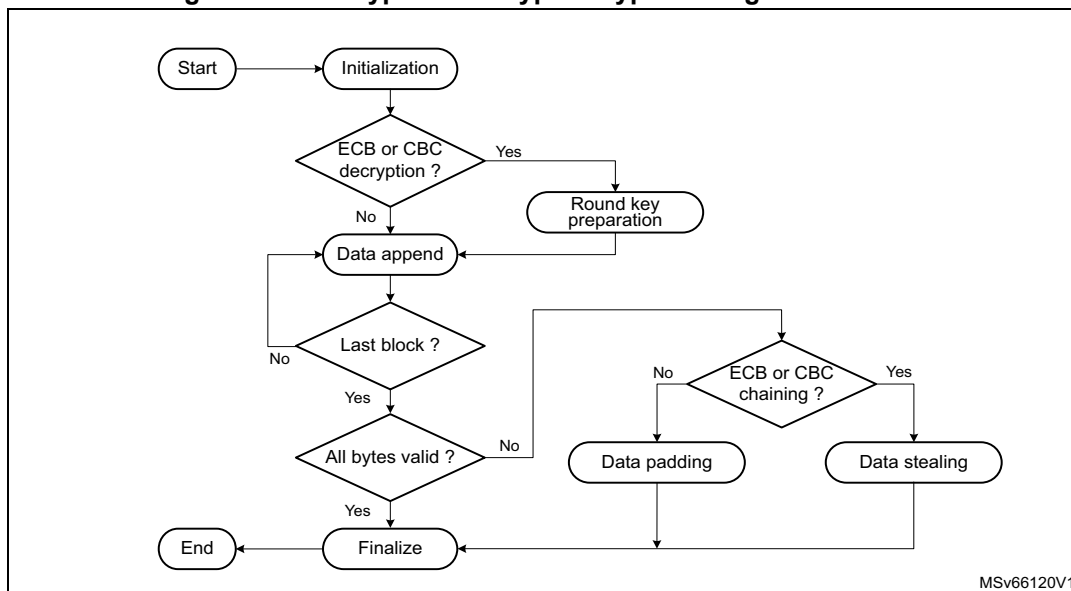 Start
Initialization
ECB or CBC
decryption ?
Yes
No
Round key
preparation
Data append
Last block ?
No
Yes
ECB or CBC
chaining ?
No
Yes
All bytes valid ?
No
Yes
Data padding
Data stealing
End
Finalize
MSv66120V1